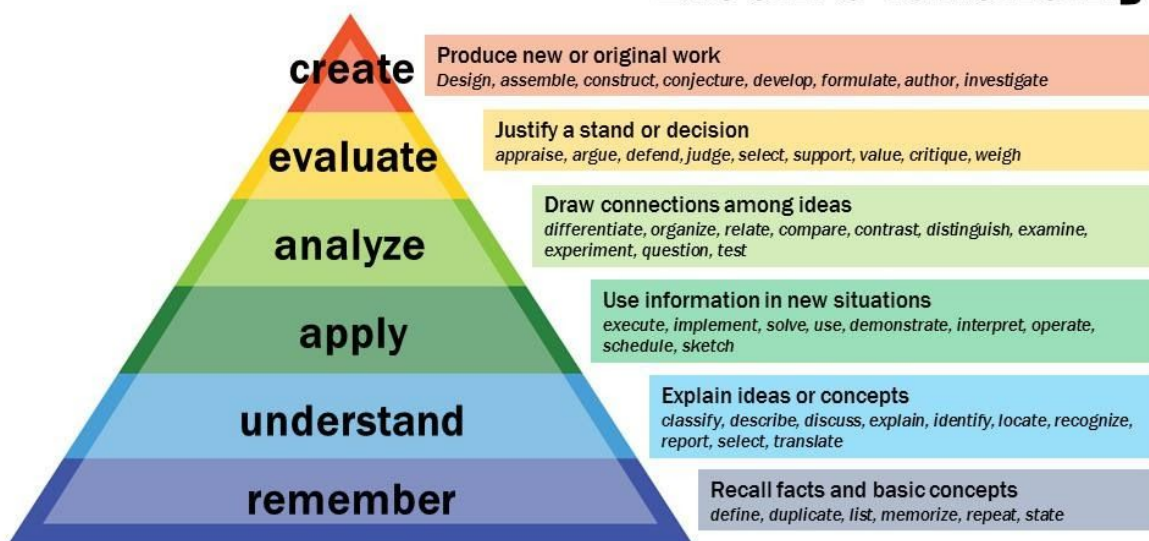 create
Produce new or original work
Design, assemble, construct, conjecture, develop, formulate, author, investigate
evaluate
Justify a stand or decision
appraise, argue, defend, judge, select, support, value, critique, weigh
analyze
Draw connections among ideas
differentiate, organize, relate, compare, contrast, distinguish, examine,
experiment, question, test
apply
Use information in new situations
execute, implement, solve, use, demonstrate, interpret, operate,
schedule, sketch
understand
Explain ideas or concepts
classify, describe, discuss, explain, identify, locate, recognize,
report, select, translate
remember
Recall facts and basic concepts
define, duplicate, list, memorize, repeat, state